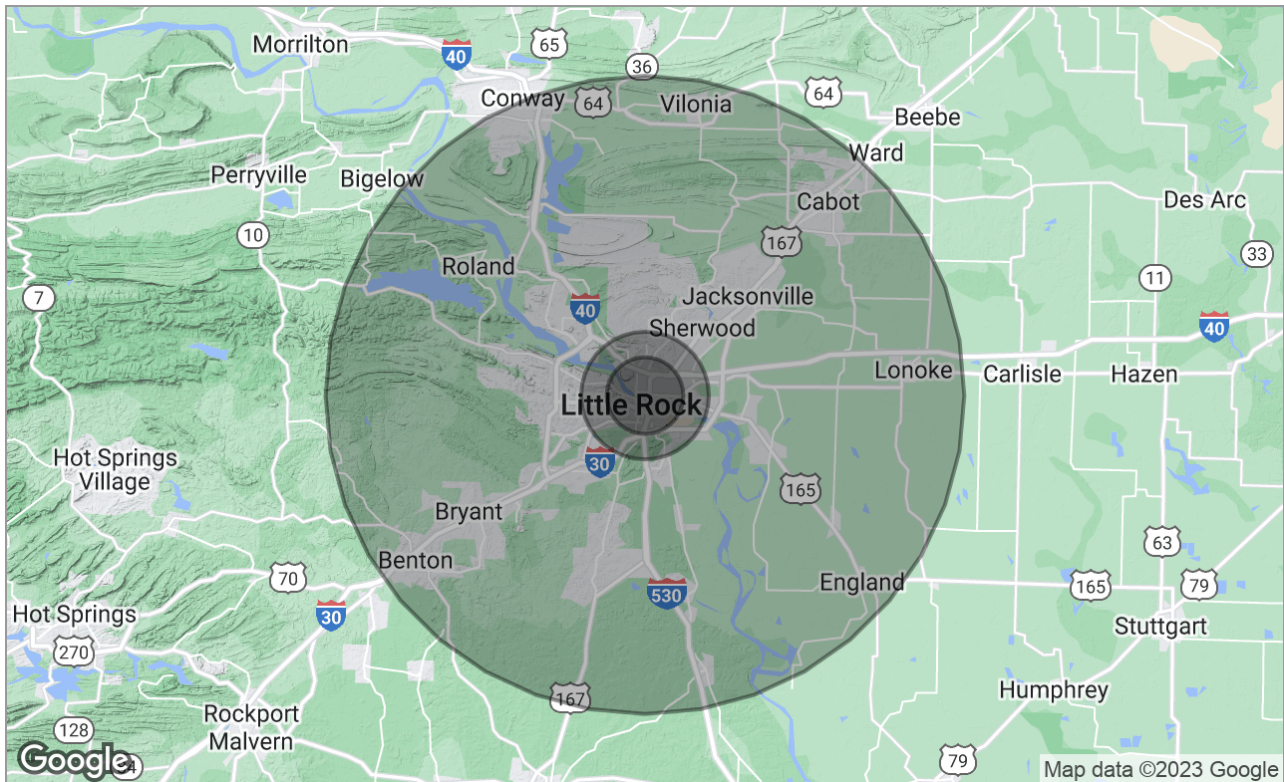 Morrilton
65
40
36
Conway
64
Vilonia
64
Beebe
Ward
Perryville
Bigelow
Cabot
Des Arc
10
167
33
Roland
11
7
40
Jacksonville
Sherwood
40
Lonoke
Carlisle
Hazen
Little Rock
Hot Springs
Village
30
165
Bryant
63
Benton
70
England
165
79
530
Hot Springs
30
Stuttgart
270
Humphrey
167
Rockport
128
Malvern
79
Google
Map data ©2023 Google